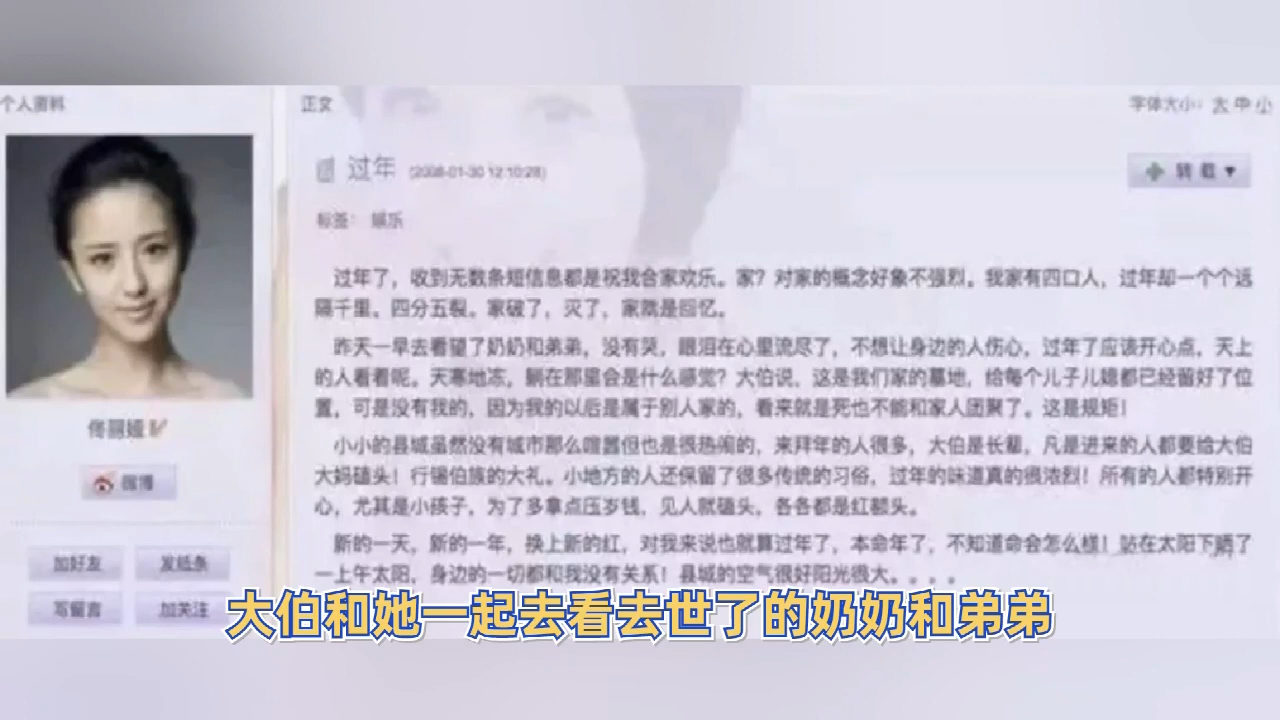 个人资料
正文
字体大小：大 中 小
过年 (2008-01-30 12:10:28)
转载▼
标签： 娱乐
过年了，收到无数条短信息都是祝我合家欢乐。家？对家的概念好象不强烈。我家有四口人，过年却一个个远
隔千里。四分五裂。家破了，灭了，家就是回忆。
昨天一早去看望了奶奶和弟弟，没有哭，眼泪在心里流尽了，不想让身边的人伤心，过年了应该开心点，天上
的人看着呢。天寒地冻，躺在那里会是什么感觉？大伯说，这是我们家的墓地，给每个儿子儿媳都已经留好了位
置，可是没有我的，因为我的以后是属于别人家的，看来就是死也不能和家人团聚了。这是规矩！
小小的县城虽然没有城市那么喧嚣但也是很热闹的，来拜年的人很多，大伯是长辈，凡是进来的人都要给大伯
大妈磕头！行锡伯族的大礼。小地方的人还保留了很多传统的习俗，过年的味道真的很浓烈！所有的人都特别开
心，尤其是小孩子，为了多拿点压岁钱，见人就磕头，各各都是红额头。
新的一天，新的一年，换上新的红，对我来说也就算过年了，本命年了，不知道命会怎么样！站在太阳下晒了
一上午太阳，身边的一切都和我没有关系！县城的空气很好阳光很大。。。。
佟丽娅
微博
加好友 发纸条
写留言 加关注
大伯和她一起去看去世了的奶奶和弟弟